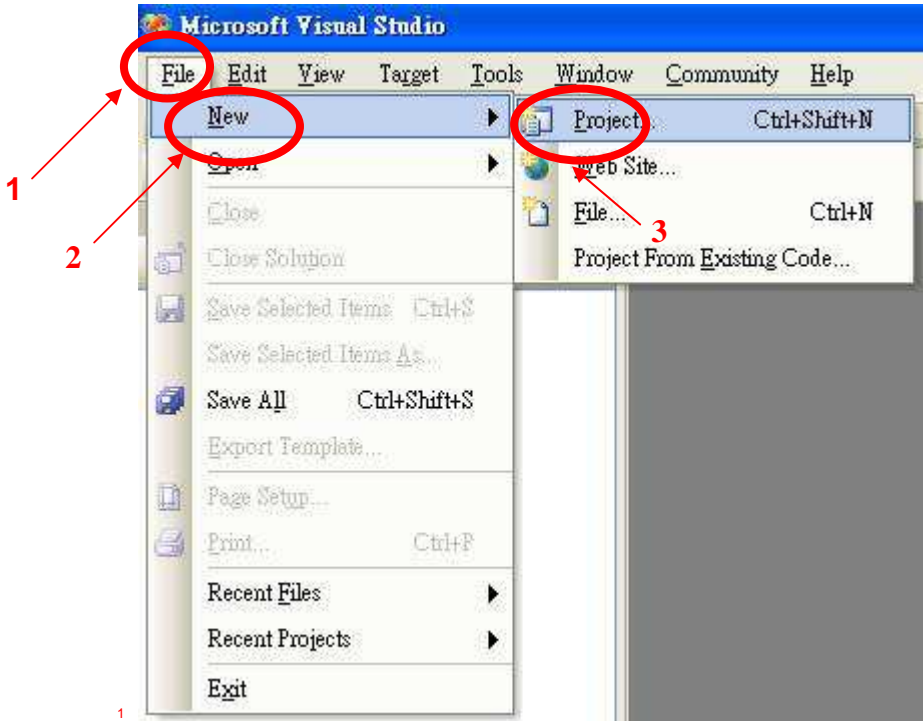 Microsoft Visual Studio
File Edit View Target Tools Window Community Help
1
New
2
Open
Close
Close Solution
Save Selected Items Ctrl+S
Save Selected Items As...
Save All Ctrl+Shift+S
Export Template...
Page Setup...
Print... Ctrl+P
Recent Files
Recent Projects
Exit
Project... Ctrl+Shift+N
Web Site...
File... Ctrl+N
3
Project From Existing Code...
1